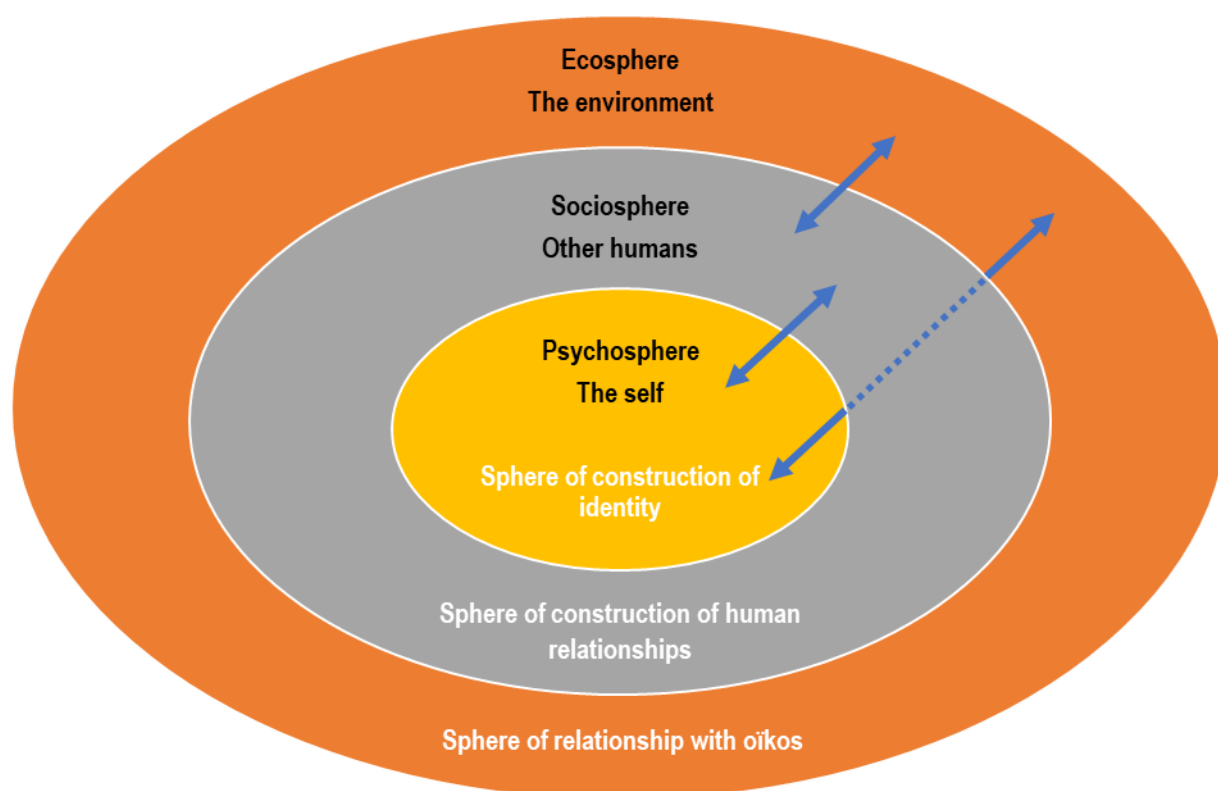 Ecosphere
The environment
Sociosphere
Other humans
Psychosphere
The self
Sphere of construction of
identity
Sphere of construction of human
relationships
Sphere of relationship with oïkos